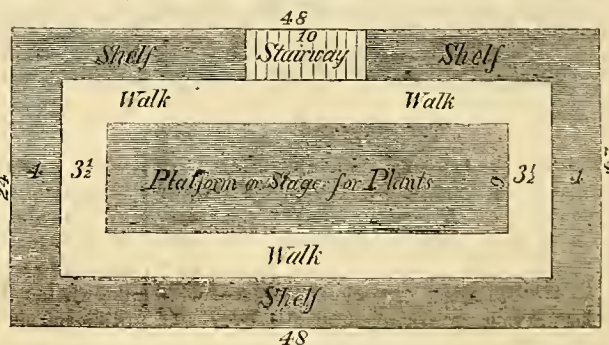 48
10
Shelf Stairway Shelf
Walk Walk
24 4 3½ Platform or Stage for Plants 3½ 4
Walk
Shelf
48